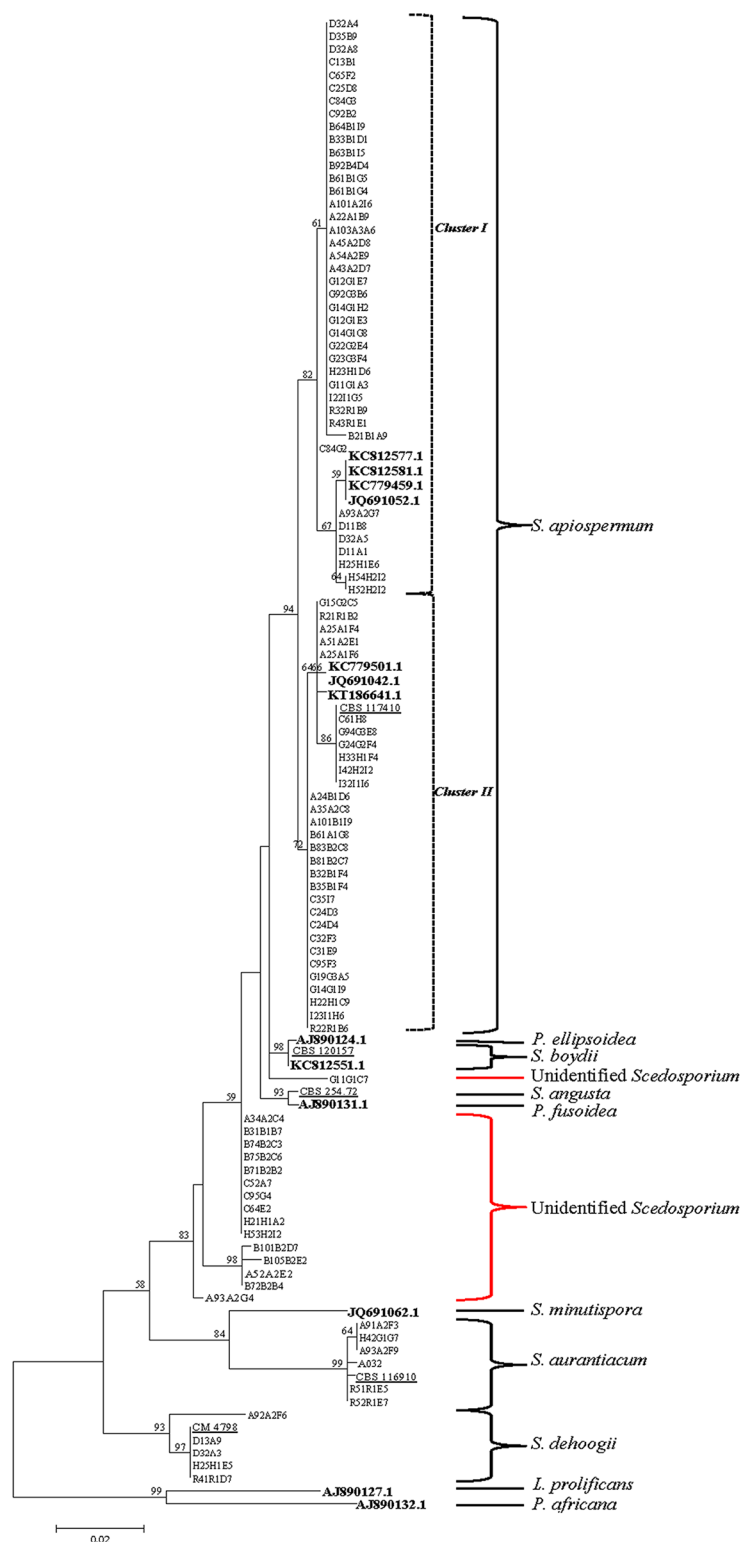 D32A4
D35B9
D32A8
C13B1
C65F2
C25D8
C84G3
C92B2
B64B1I9
B33B1D1
B63B1I5
B92B4D4
B61B1G5
B61B1G4
A101A2I6
A22A1B9
61
A103A3A6
Cluster I
A45A2D8
A54A2E9
A43A2D7
G12G1E7
G92G3B6
G14G1H2
G12G1E3
G14G1G8
G22G2E4
G23G3F4
H23H1D6
82
G11G1A3
I22I1G5
R32R1B9
R43R1E1
B21B1A9
C84G2
KC812577.1
KC812581.1
59
KC779459.1
JQ691052.1
A93A2G7
67
D11B8
S. apiospermum
D32A5
D11A1
H25H1E6
64
H54H2I2
H52H2I2
G15G2C5
94
R21R1B2
A25A1F4
A51A2E1
A25A1F6
64
66
KC779501.1
JQ691042.1
KT186641.1
CBS 117410
C61H8
G94G3E8
86
G24G2F4
H33H1F4
I42H2I2
I32I1I6
Cluster II
A24B1D6
A35A2C8
A101B1I9
B61A1G8
72
B83B2C8
B81B2C7
B32B1F4
B35B1F4
C35I7
C24D3
C24D4
C32F3
C31E9
C95F3
G19G3A5
G14G1I9
H22H1C9
I23I1H6
R22R1B6
AJ890124.1
P. ellipsoidea
98
CBS 120157
S. boydii
KC812551.1
G11G1C7
Unidentified Scedosporium
93
CBS 254.72
S. angusta
59
AJ890131.1
P. fusoidea
A34A2C4
B31B1B7
B74B2C3
B75B2C6
B71B2B2
C52A7
C95G4
C64E2
Unidentified Scedosporium
H21H1A2
83
H53H2I2
B101B2D7
98
B105B2E2
A52A2E2
B72B2B4
58
A93A2G4
JQ691062.1
S. minutispora
84
A91A2F3
64
H42G1G7
A93A2F9
99
A032
S. aurantiacum
CBS 116910
R51R1E5
R52R1E7
A92A2F6
93
CM 4798
D13A9
S. dehoogii
97
D32A3
H25H1E5
R41R1D7
99
AJ890127.1
L. prolificans
AJ890132.1
P. africana
0.02